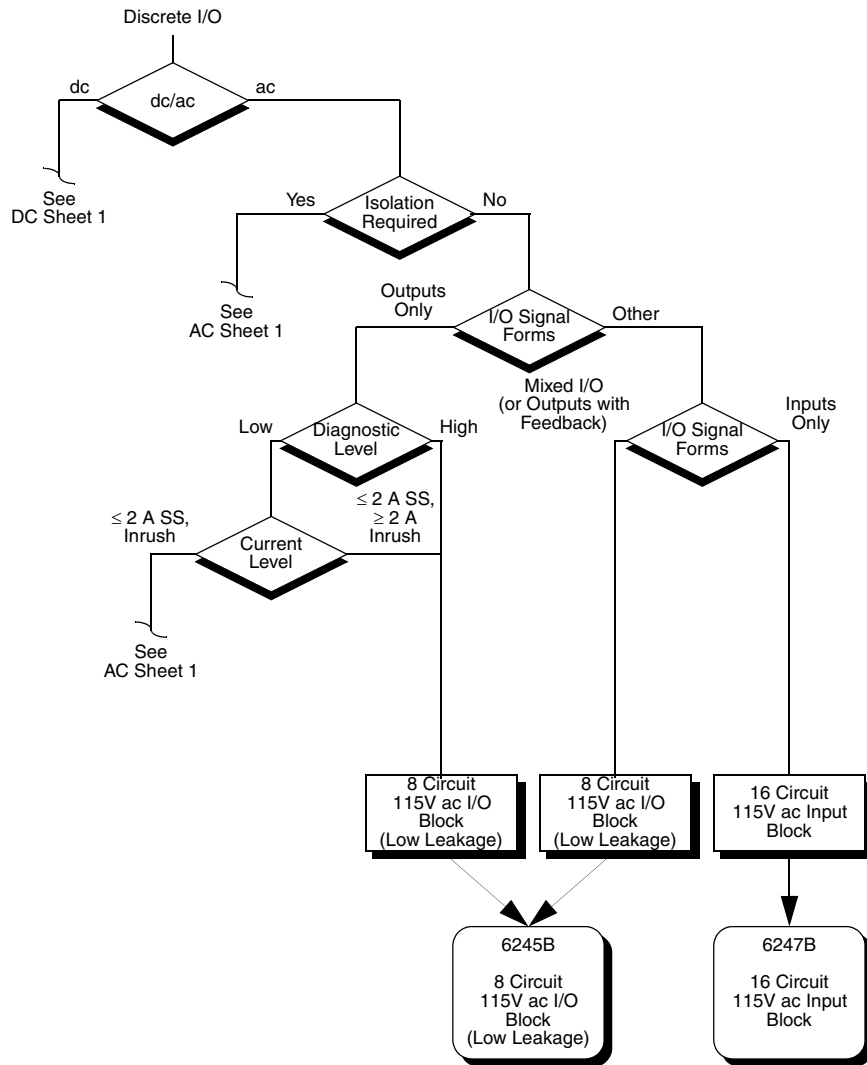 Discrete I/O
dc
dc/ac
ac
See
DC Sheet 1
Yes
Isolation
Required
No
See
AC Sheet 1
Outputs
Only
I/O Signal
Forms
Other
Mixed I/O
(or Outputs with
Feedback)
Low
Diagnostic
Level
High
I/O Signal
Forms
Inputs
Only
≤ 2 A SS,
Inrush
Current
Level
≤ 2 A SS,
≥ 2 A
Inrush
See
AC Sheet 1
8 Circuit
115V ac I/O
Block
(Low Leakage)
8 Circuit
115V ac I/O
Block
(Low Leakage)
16 Circuit
115V ac Input
Block
6245B
8 Circuit
115V ac I/O
Block
(Low Leakage)
6247B
16 Circuit
115V ac Input
Block